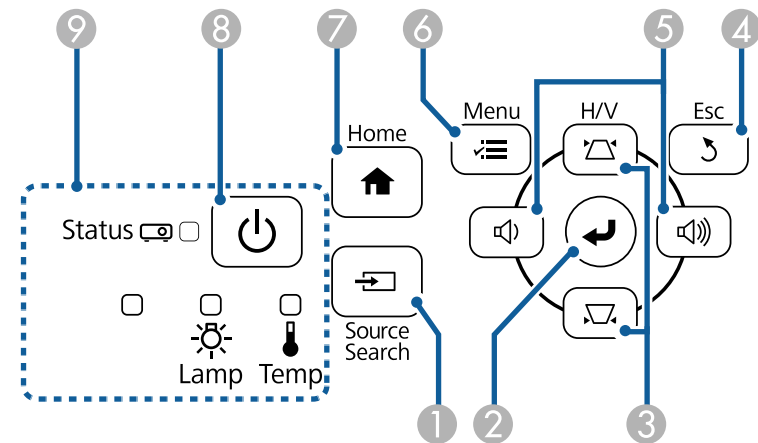 9 8 7 6 5 4
Menu H/V Esc
Home
Status
Source
Search
Lamp Temp
1 2 3